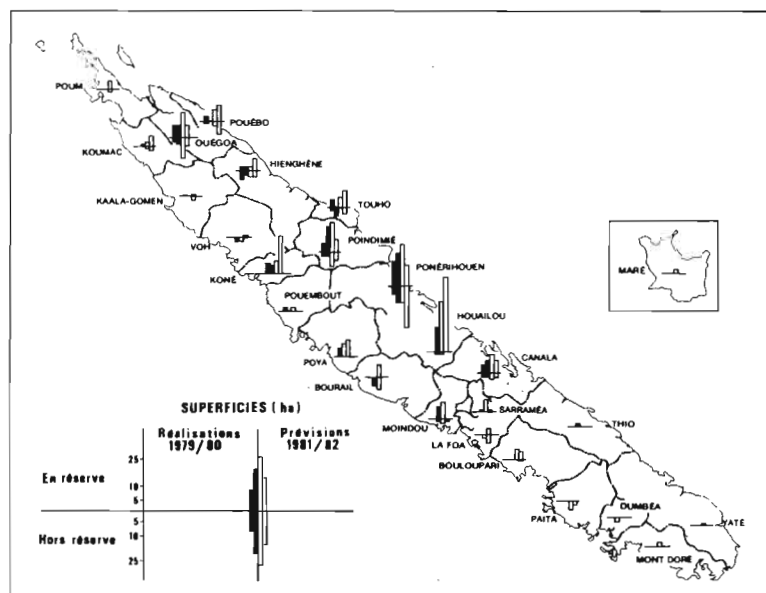 POUM
POUÉBO
OUÉGOA
KOUMAC
HIENGHÈNE
KAALA-GOMEN
TOUHO
VOH
POINDIMIÉ
KONÉ
PONÉRIHOUEN
MARÉ
POUEMBOUT
HOUAILOU
POYA
CANALA
BOURAIL
SARRAMÉA
MOINDOU
THIO
LA FOA
BOULOUPARI
PAITA
DUMBÉA
YATÉ
MONT DORÉ
SUPERFICIES (ha)
Réalisations Prévisions
1979/80 1981/82
25
En réserve
10
5
5
Hors réserve
10
25